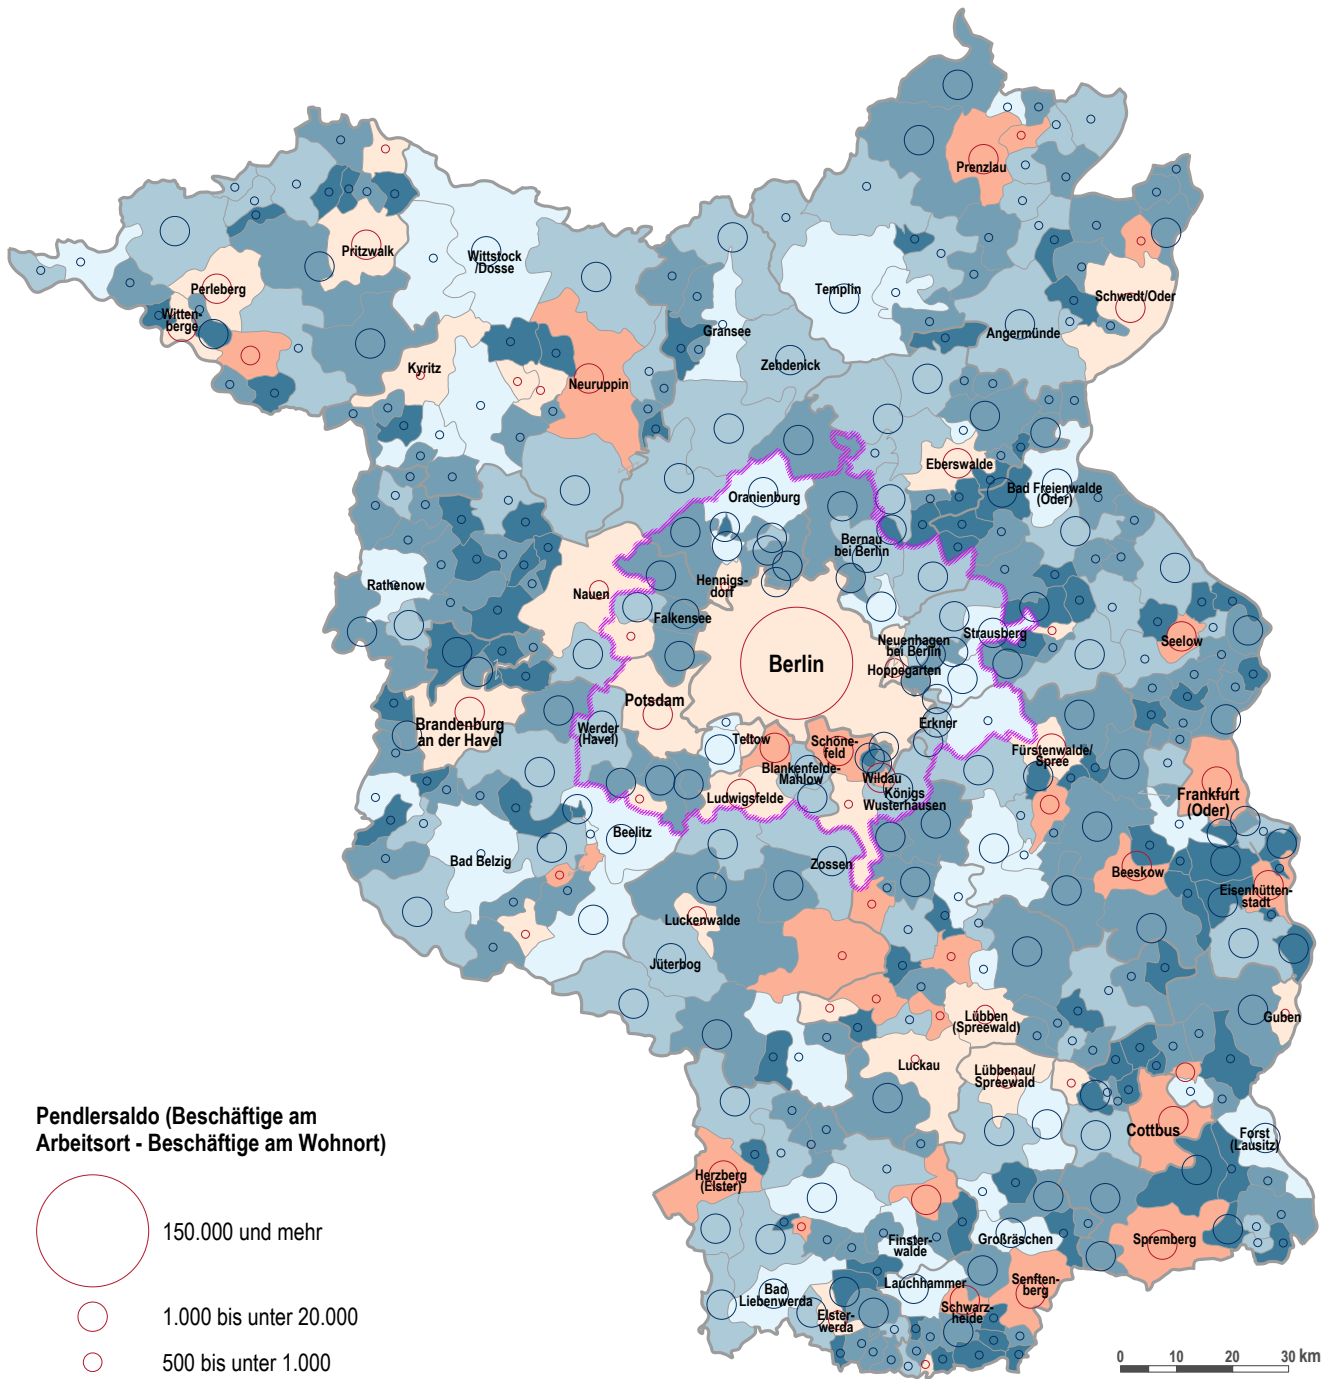 Prenzlau
Pritzwalk
Wittstock
/Dosse
Perleberg
Templin
Schwedt/Oder
Witten-
berge
Gransee
Angermünde
Zehdenick
Kyritz
Neuruppin
Eberswalde
Bad Freienwalde
(Oder)
Oranienburg
Bernau
bei Berlin
Rathenow
Hennigs-
dorf
Nauen
Falkensee
Strausberg
Neuenhagen
bei Berlin
Seelow
Berlin
Hoppegarten
Potsdam
Brandenburg
an der Havel
Werder
(Havel)
Erkner
Teltow
Schöne-
feld
Fürstenwalde/
Spree
Blankenfelde-
Mahlow
Wildau
Ludwigsfelde
Königs
Wusterhausen
Frankfurt
(Oder)
Beelitz
Bad Belzig
Zossen
Beeskow
Eisenhütten-
stadt
Luckenwalde
Jüterbog
Lübben
(Spreewald)
Guben
Luckau
Lübbenau/
Spreewald
Cottbus
Forst
(Lausitz)
Herzberg
(Elster)
Finster-
walde
Großräschen
Spremberg
Bad
Liebenwerda
Lauchhammer
Senften-
berg
Elster-
werda
Schwarz-
heide
Pendlersaldo (Beschäftige am
Arbeitsort - Beschäftige am Wohnort)
150.000 und mehr
1.000 bis unter 20.000
500 bis unter 1.000
0 10 20 30 km